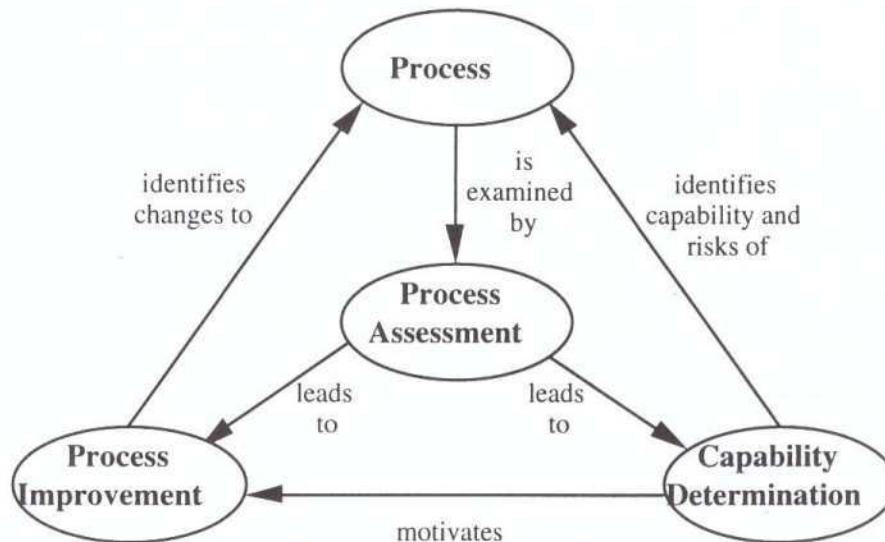 Process
is
examined
by
identifies
changes to
identifies
capability and
risks of
Process
Assessment
leads
to
leads
to
Process
Improvement
Capability
Determination
motivates